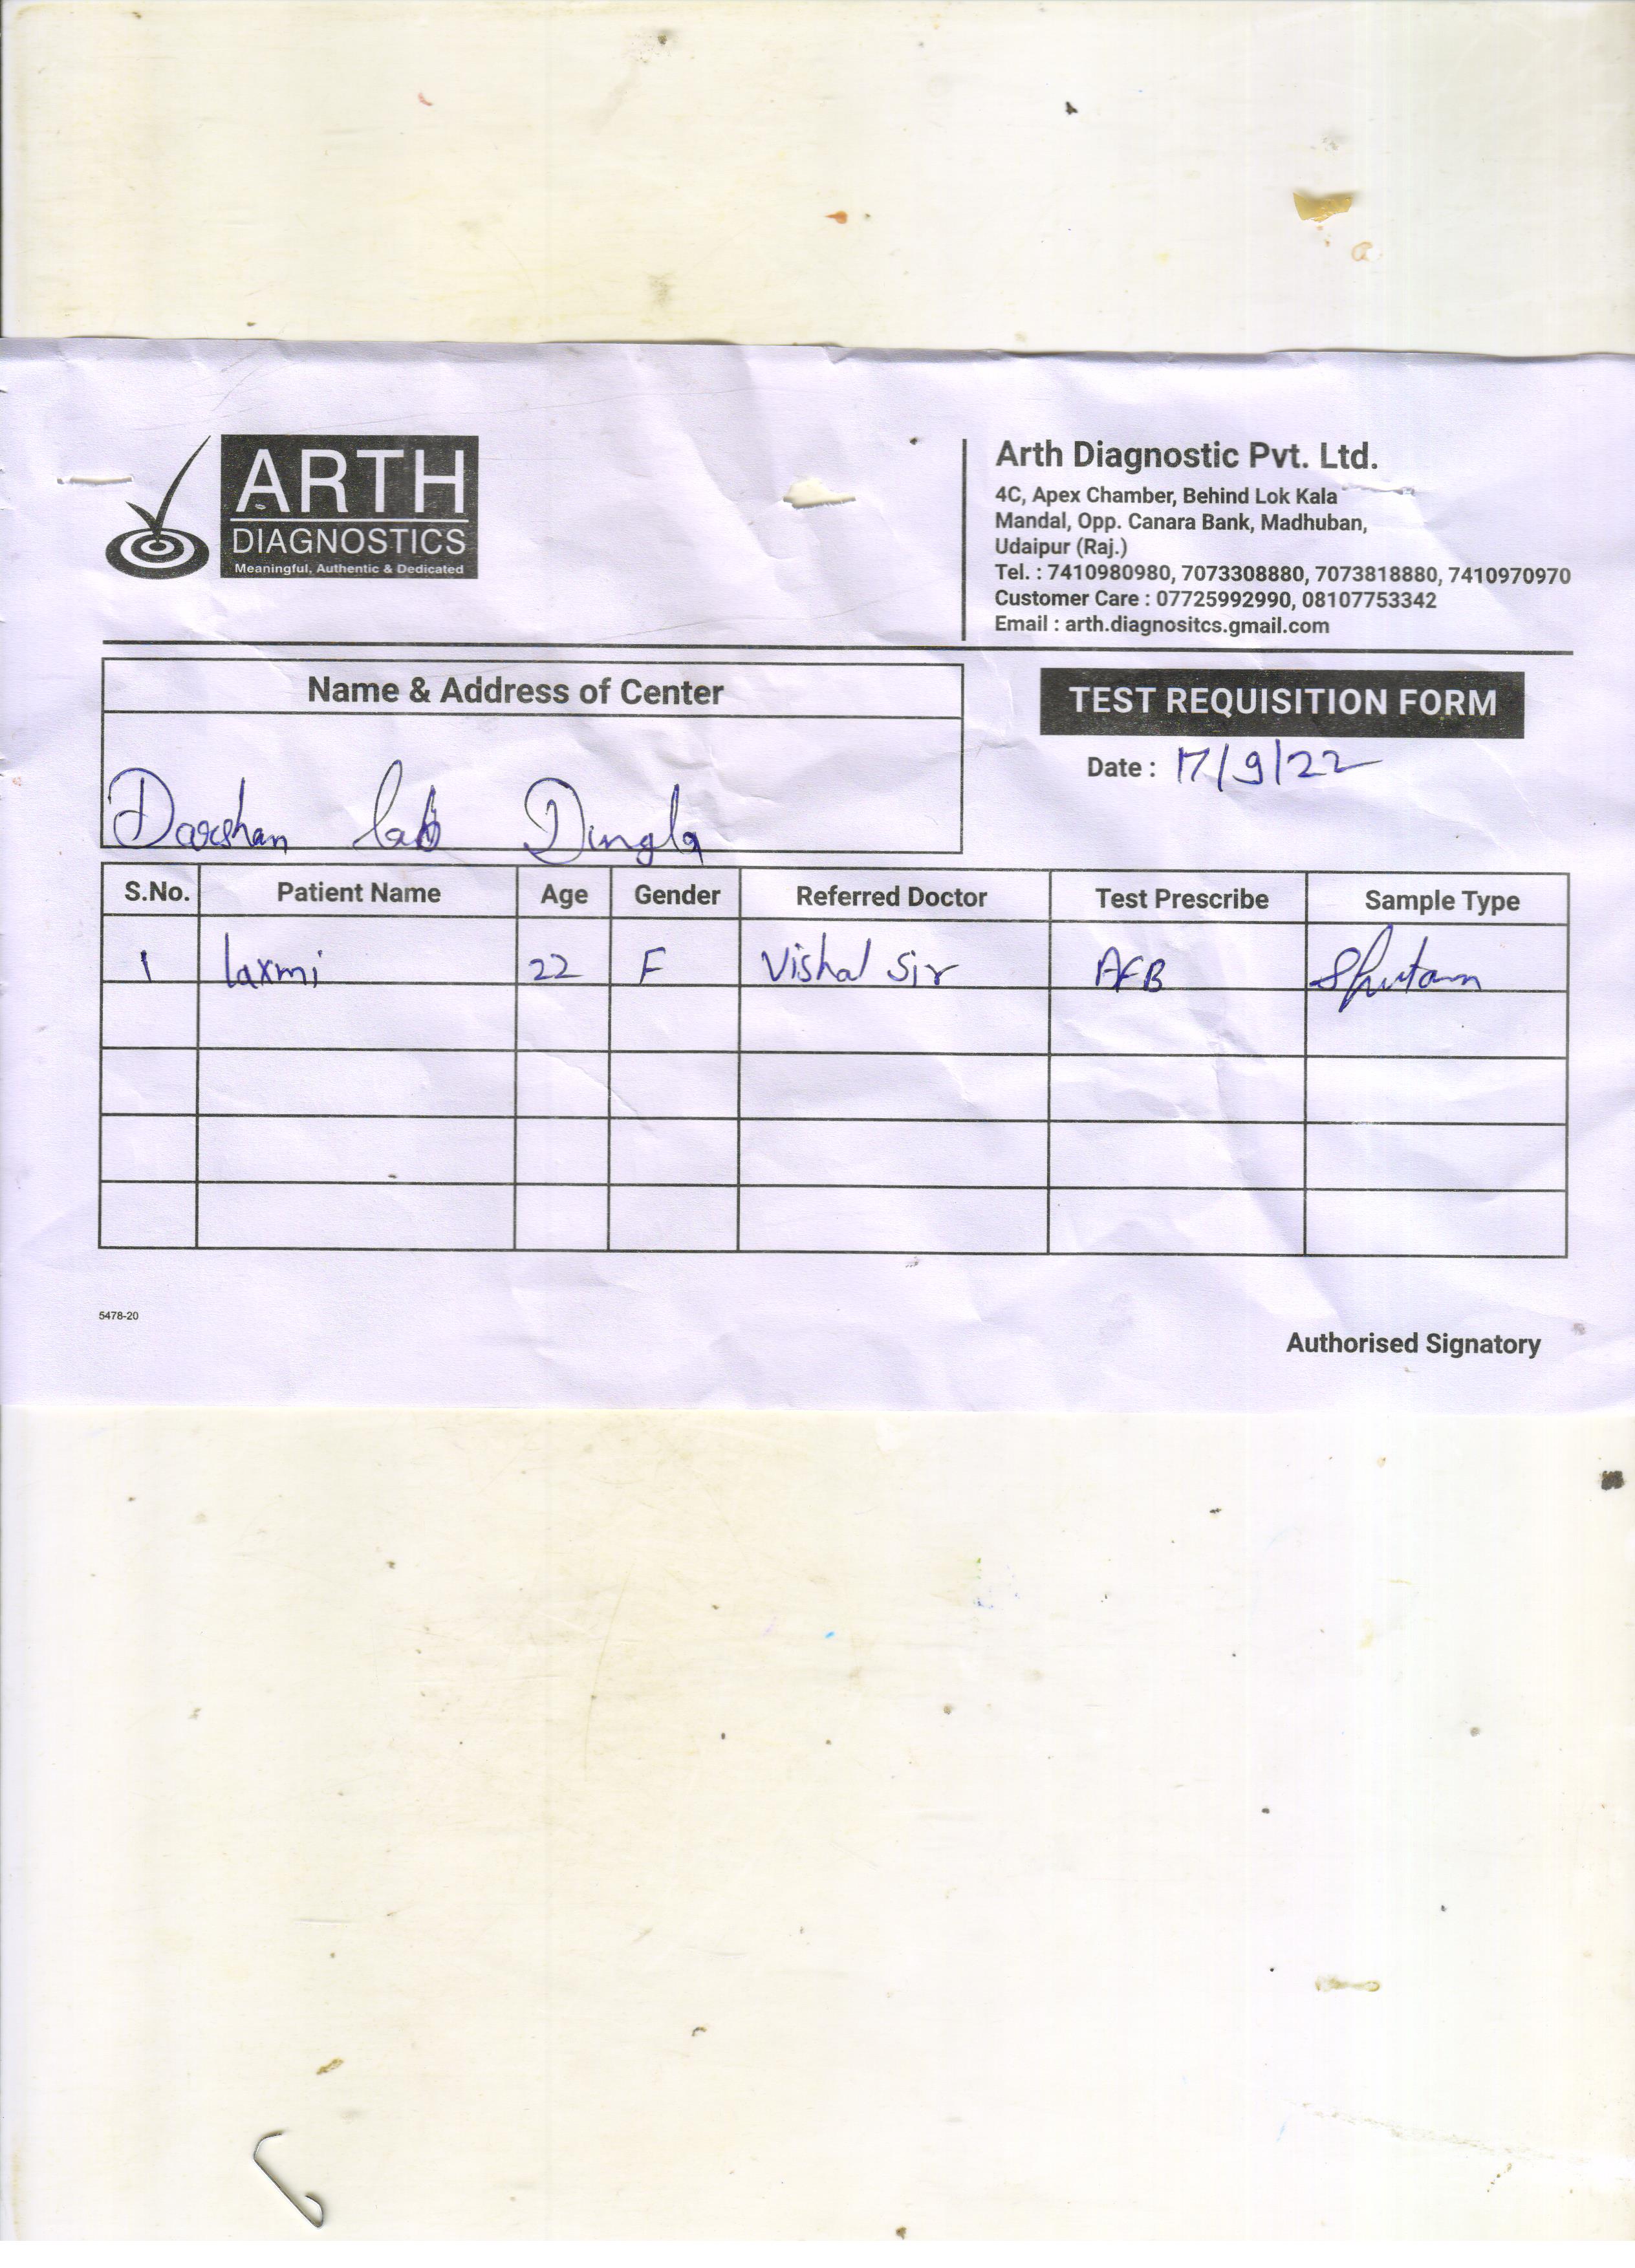 ARTH
DIAGNOSTICS
Meaningful, Authentic & Dedicated
Arth Diagnostic Pvt. Ltd.
4C, Apex Chamber, Behind Lok Kala
Mandal, Opp. Canara Bank, Madhuban,
Udaipur (Raj.)
Tel. : 7410980980, 7073308880, 7073818880, 7410970970
Customer Care : 07725992990, 08107753342
Email : arth.diagnositcs.gmail.com
Name & Address of Center
Darshan lab Dungla
TEST REQUISITION FORM
Date : 17/9/22
S.No. Patient Name Age Gender Referred Doctor Test Prescribe Sample Type
1 laxmi 22 F Vishal Sir AFB Shutam
5478-20
Authorised Signatory